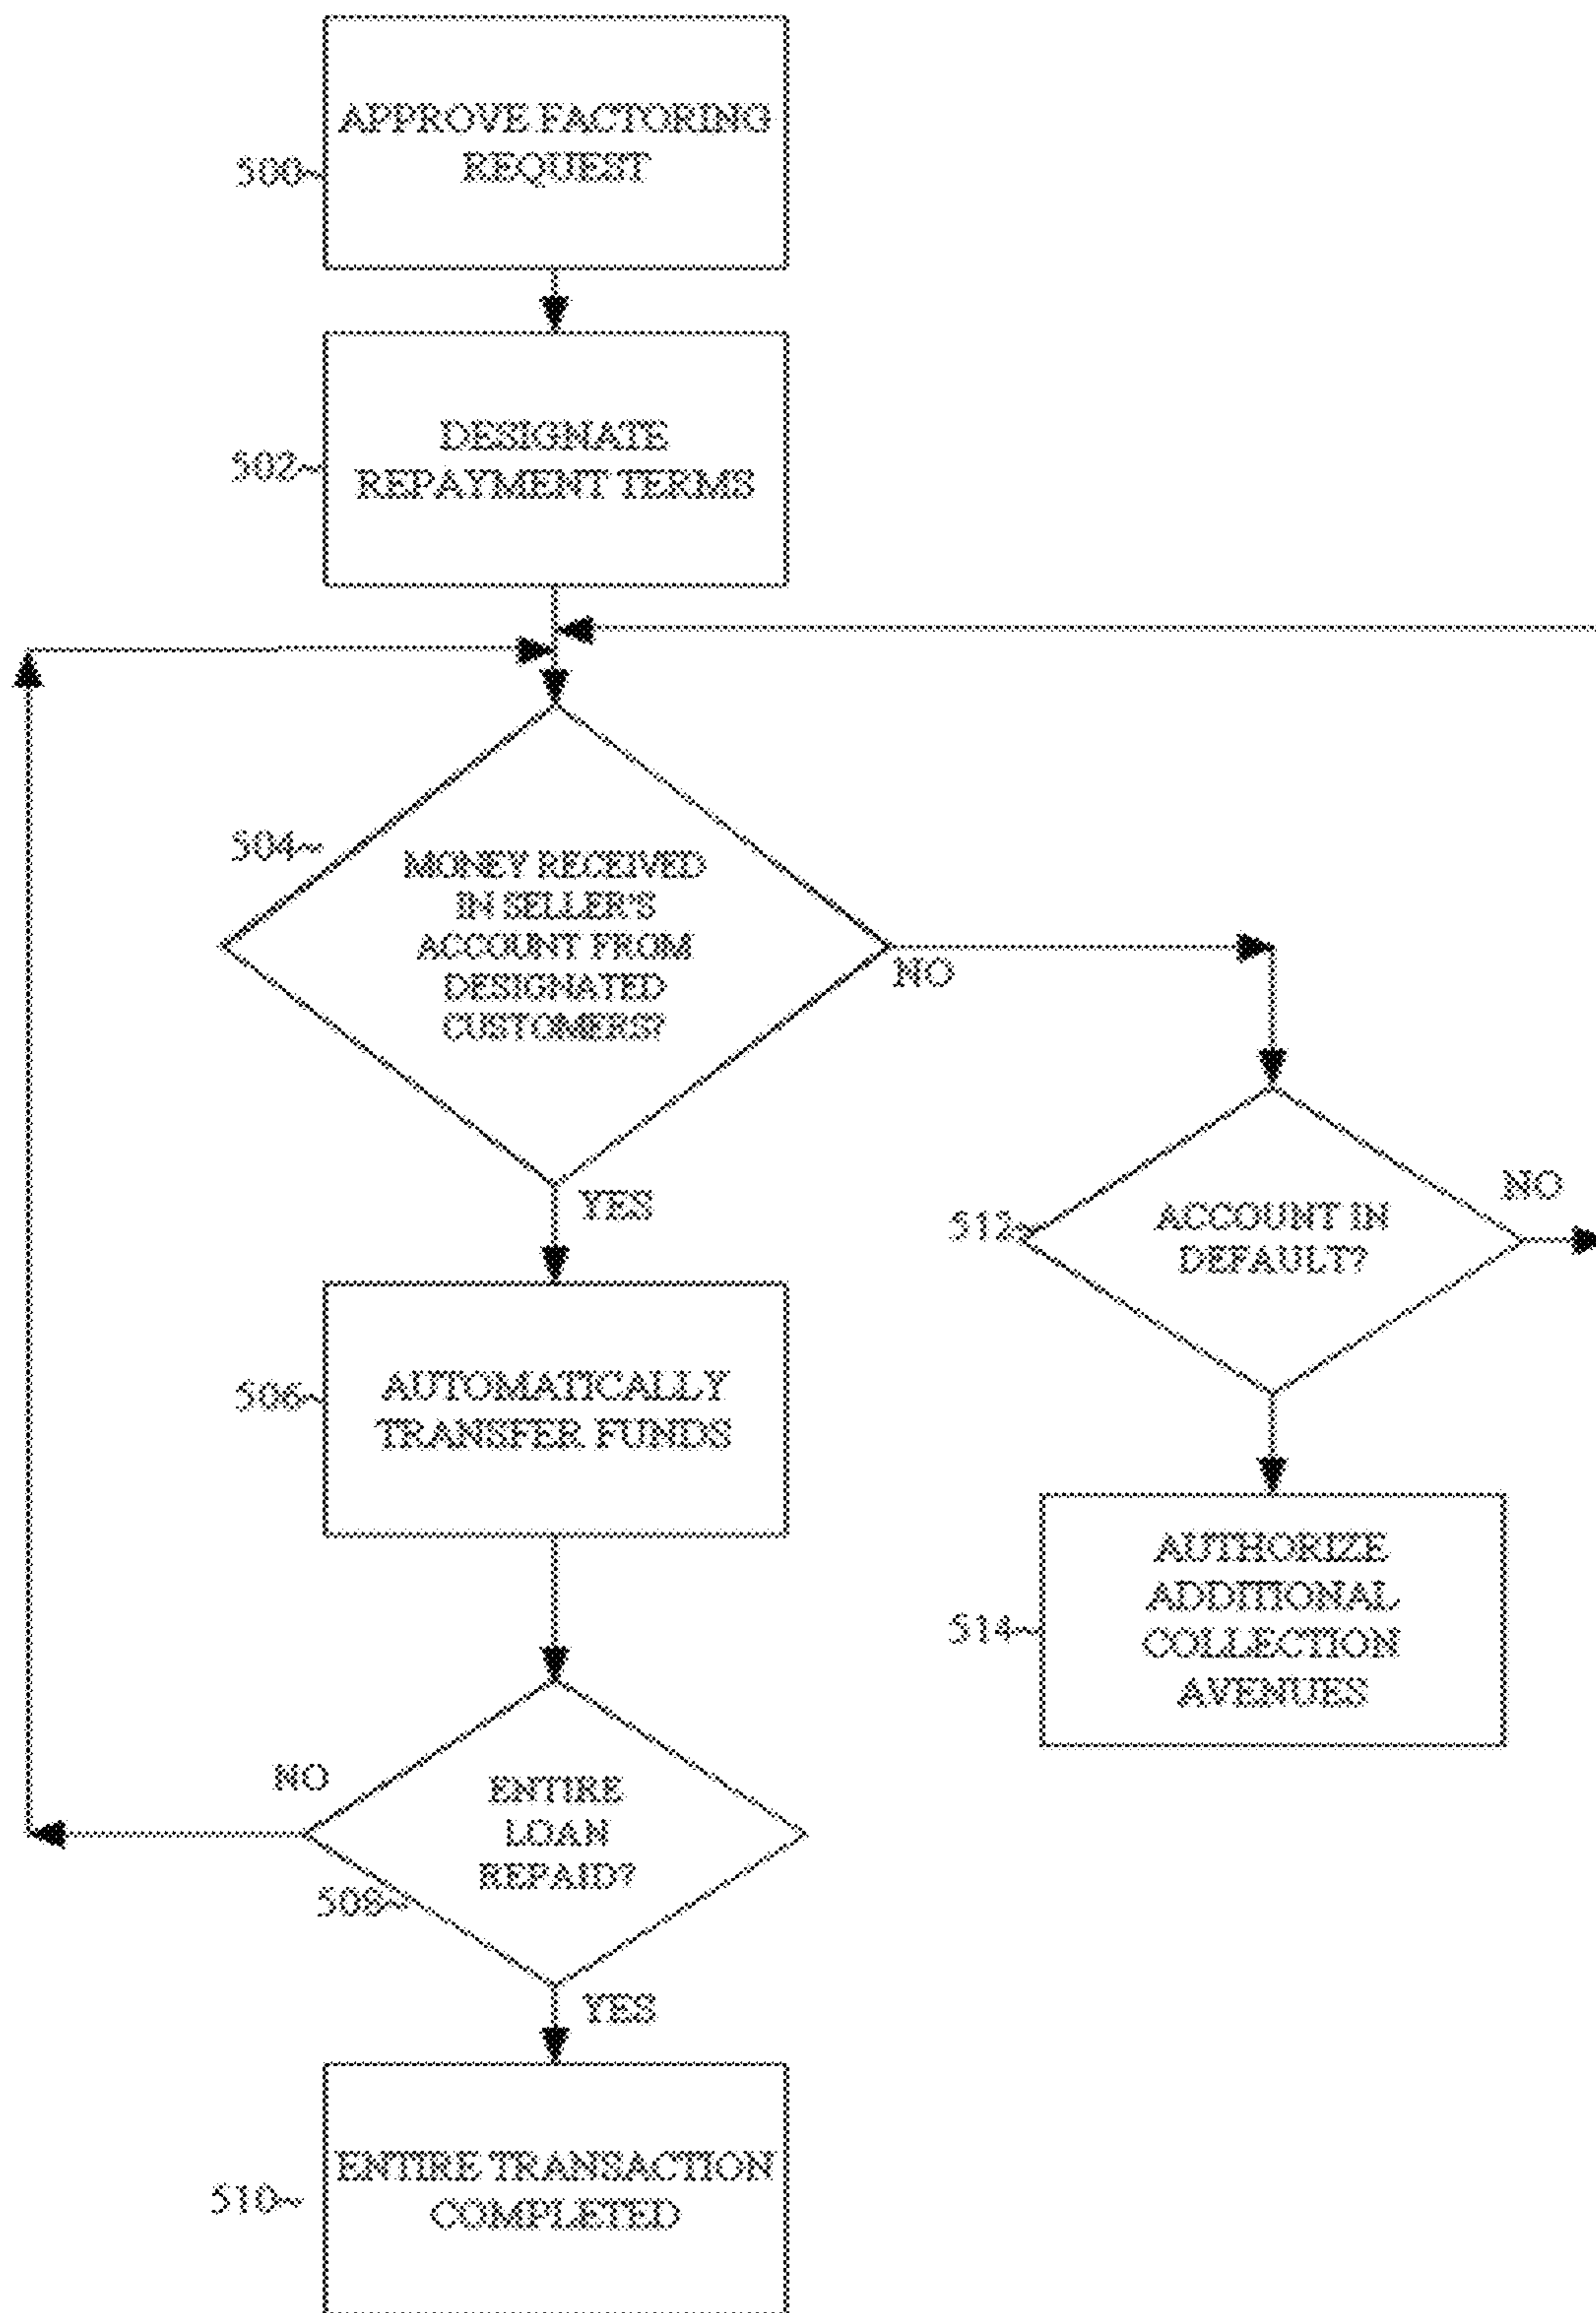 APPROVE FACTORING
REQUEST
500~
DESIGNATE
REPAYMENT TERMS
502~
504~
MONEY RECEIVED
IN SELLER'S
ACCOUNT FROM
DESIGNATED
CUSTOMERS?
NO
YES
512~
ACCOUNT IN
DEFAULT?
NO
506~
AUTOMATICALLY
TRANSFER FUNDS
514~
AUTHORIZE
ADDITIONAL
COLLECTION
AVENUES
NO
ENTIRE
LOAN
REPAID?
508~
YES
510~
ENTIRE TRANSACTION
COMPLETED